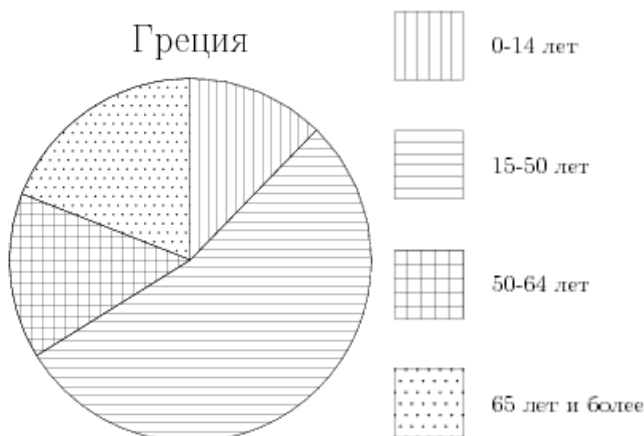 Греция
0-14 лет
15-50 лет
50-64 лет
65 лет и более